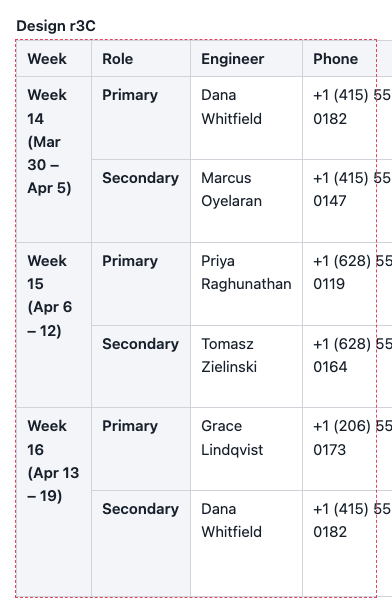 Design r3C
Week Role Engineer Phone
Week Primary Dana +1 (415) 55
14 Whitfield 0182
(Mar
30 –
Apr 5)
Secondary Marcus +1 (415) 55
Oyelaran 0147
Week Primary Priya +1 (628) 55
15 Raghunathan 0119
(Apr 6
– 12)
Secondary Tomasz +1 (628) 55
Zielinski 0164
Week Primary Grace +1 (206) 55
16 Lindqvist 0173
(Apr 13
– 19)
Secondary Dana +1 (415) 55
Whitfield 0182